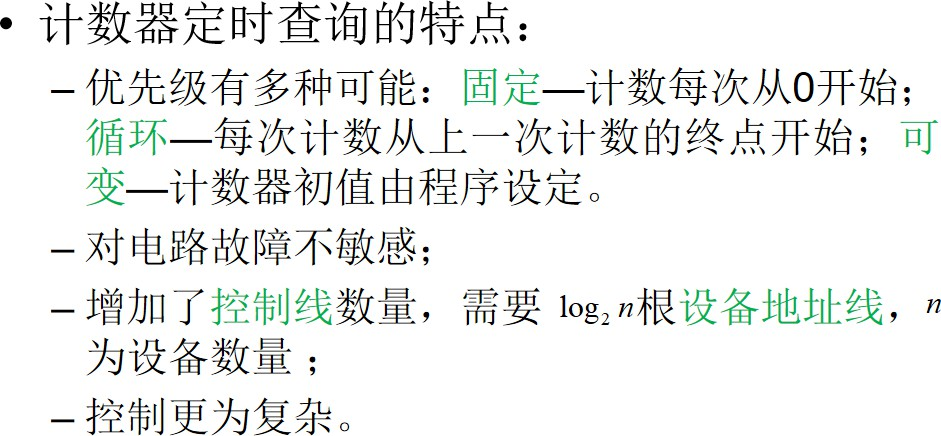 • 计数器定时查询的特点：
– 优先级有多种可能：固定—计数每次从0开始；
循环—每次计数从上一次计数的终点开始；可
变—计数器初值由程序设定。
– 对电路故障不敏感；
– 增加了控制线数量，需要 log₂ n根设备地址线，n
为设备数量；
– 控制更为复杂。